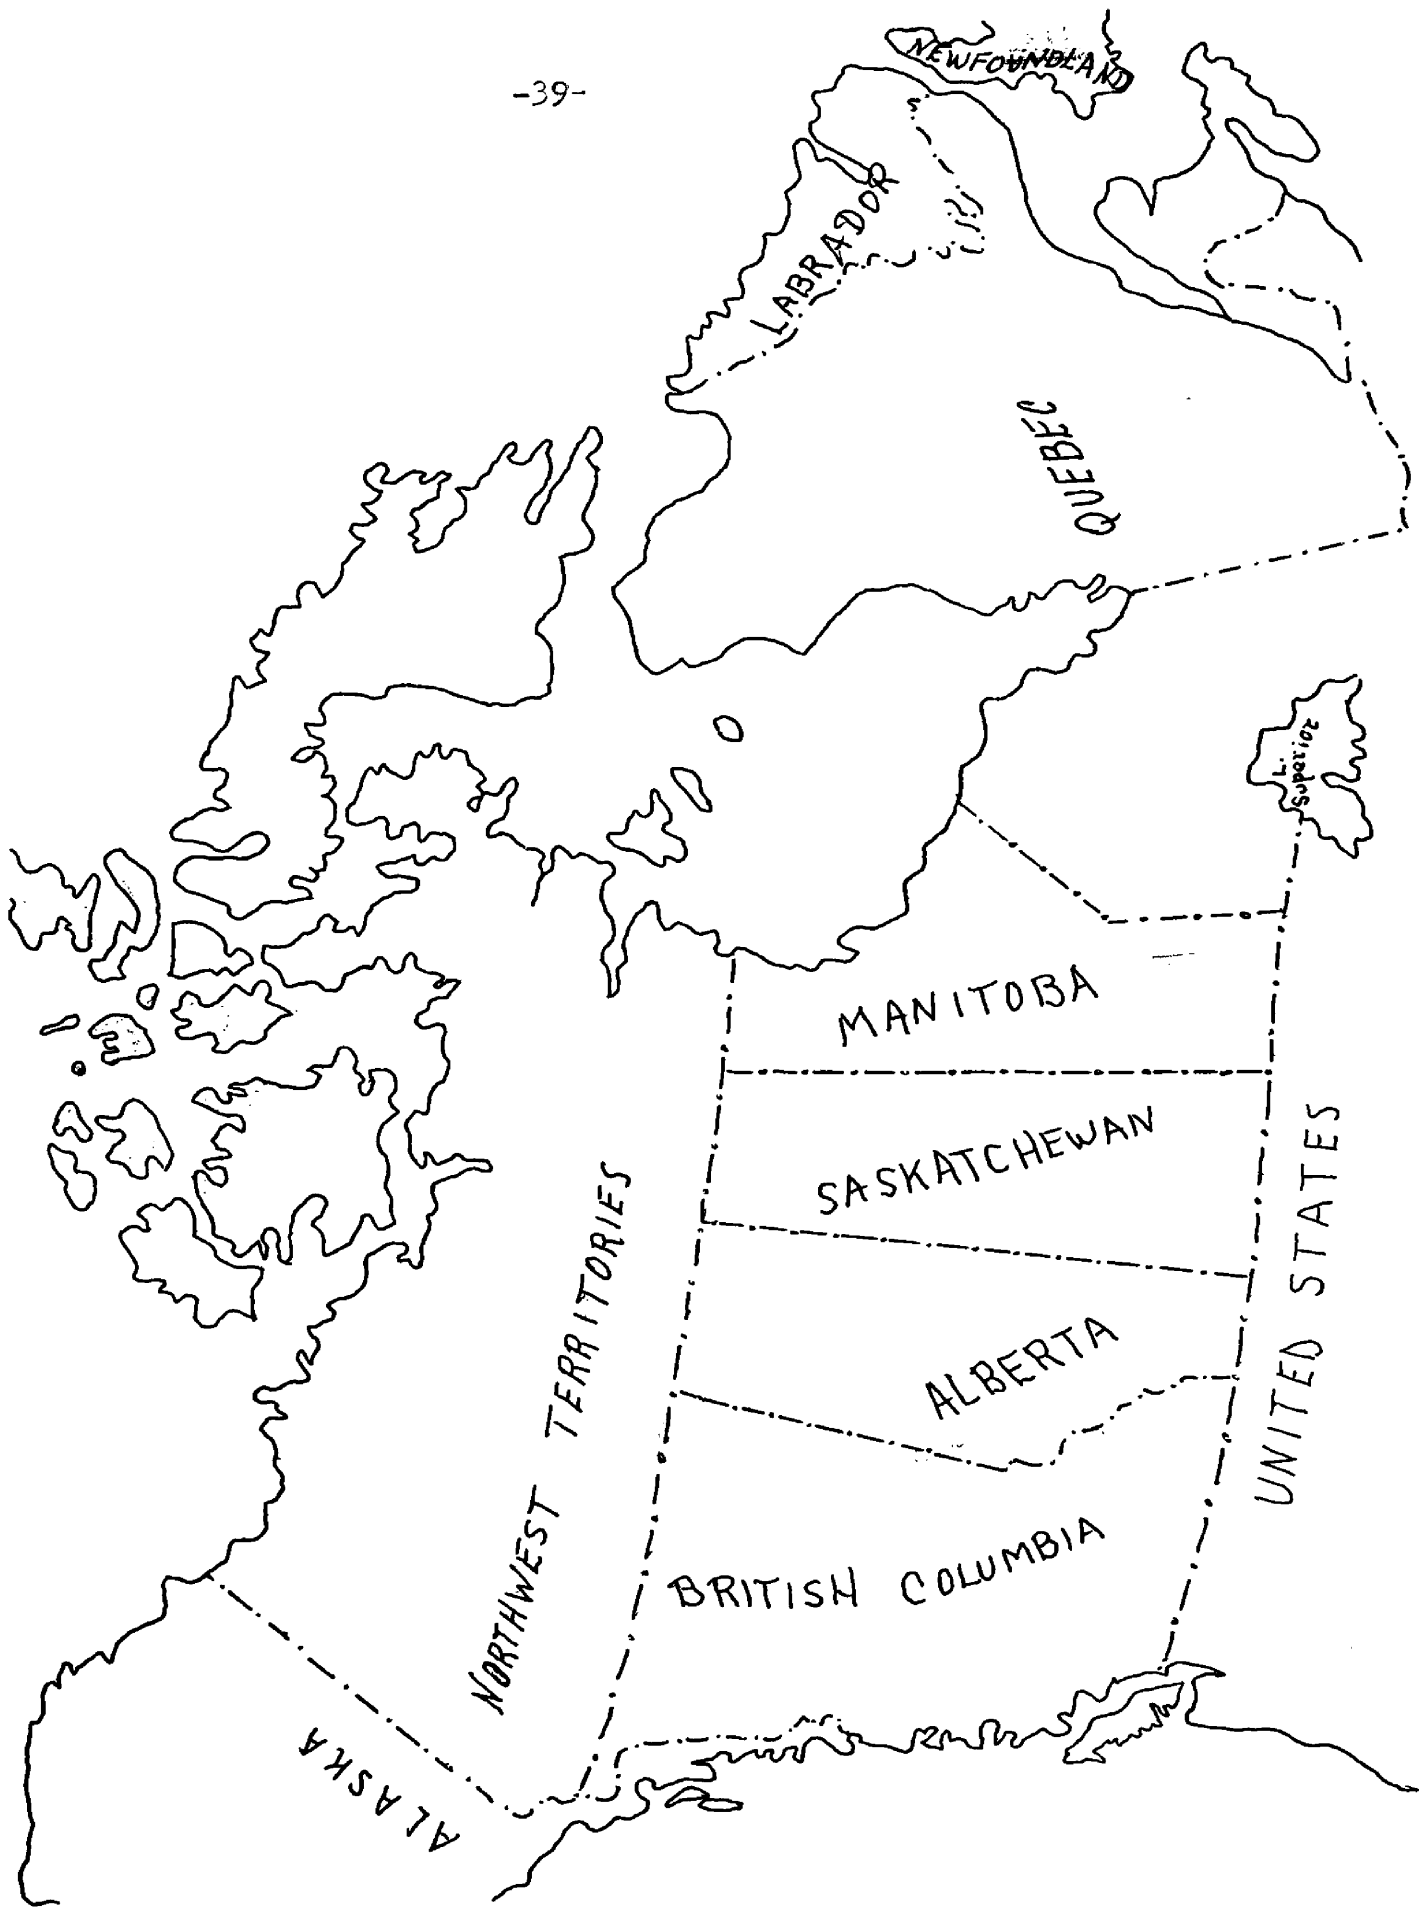 -39-
NEWFOUNDLAND
LABRADOR
QUEBEC
L.
Superior
MANITOBA
SASKATCHEWAN
ALBERTA
BRITISH COLUMBIA
UNITED STATES
NORTHWEST TERRITORIES
ALASKA